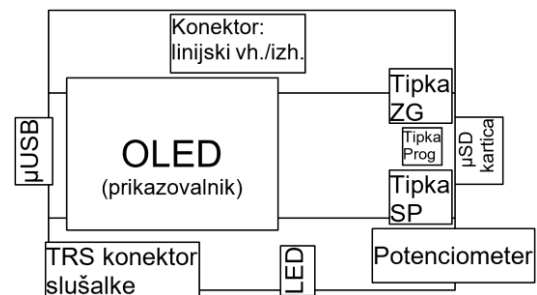 Konektor:
linijski vh./izh.
Tipka
ZG
µUSB
OLED
(prikazovalnik)
Tipka
Prog
µSD
kartica
Tipka
SP
TRS konektor
slušalke
LED
Potenciometer